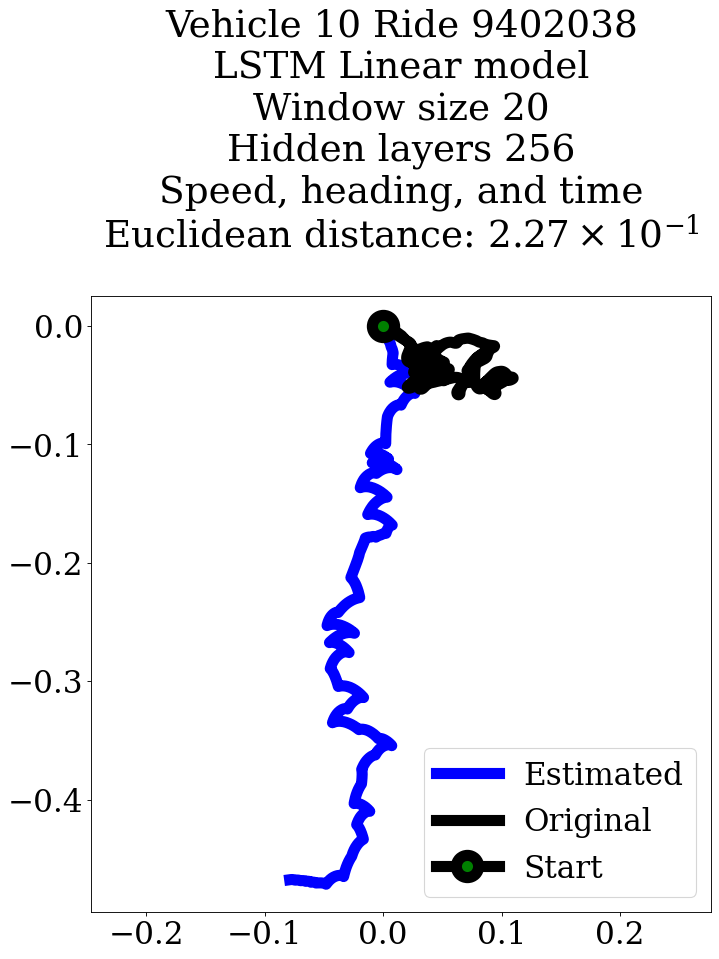 Vehicle 10 Ride 9402038
LSTM Linear model
Window size 20
Hidden layers 256
Speed, heading, and time
Euclidean distance: 2.27 × 10⁻¹
0.0
−0.1
−0.2
−0.3
−0.4
Estimated
Original
Start
−0.2 −0.1 0.0 0.1 0.2